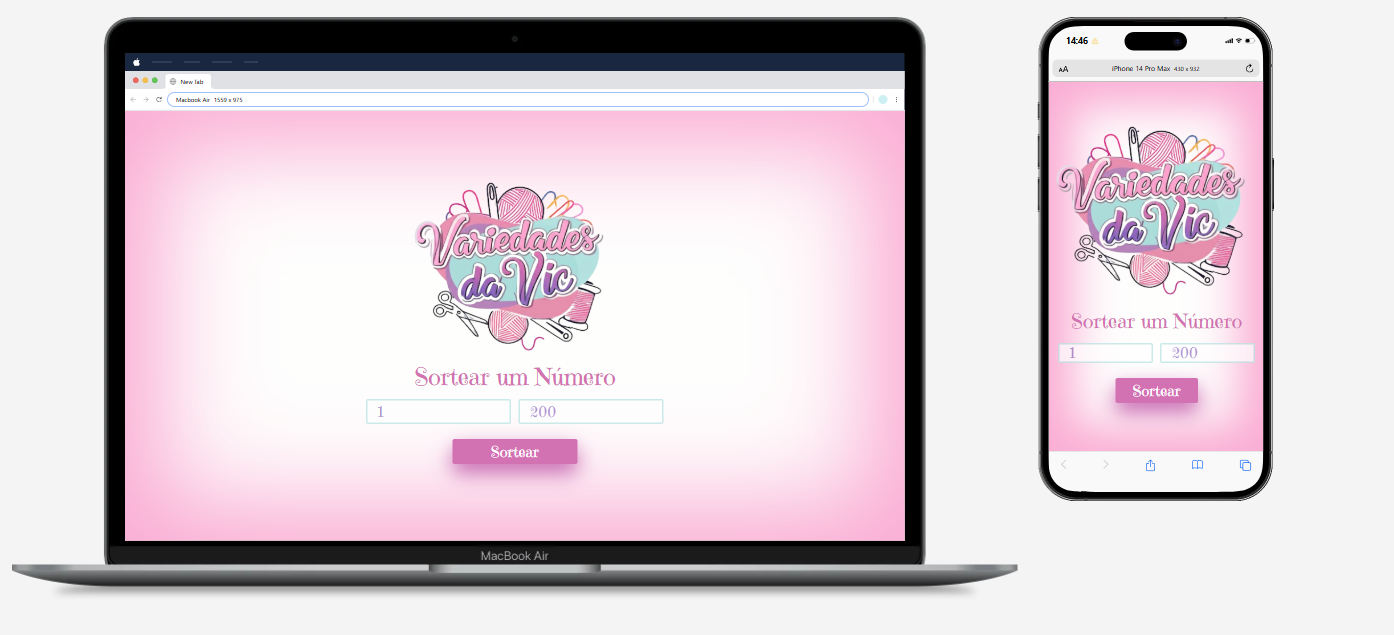 New Tab
Macbook Air 1559 x 975
Variedades
da Vic
Sortear um Número
1 200
Sortear
MacBook Air
14:46
AA iPhone 14 Pro Max 430 x 932
Variedades
da Vic
Sortear um Número
1 200
Sortear